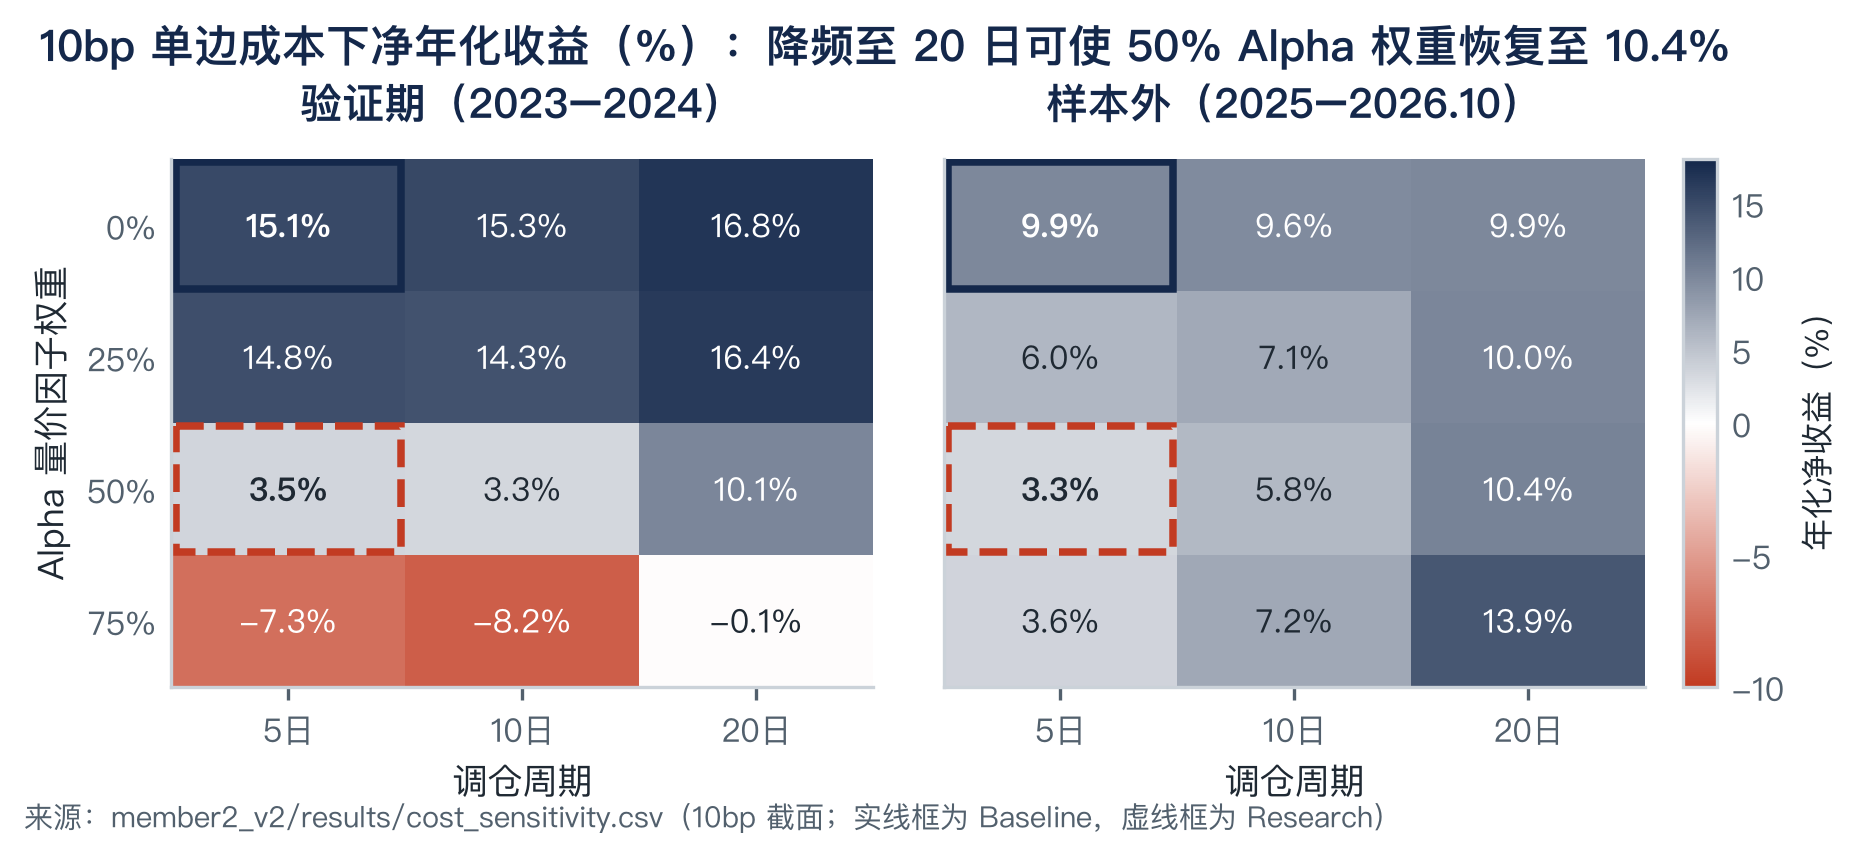 10bp 单边成本下净年化收益（%）：降频至 20 日可使 50% Alpha 权重恢复至 10.4%
验证期（2023—2024）
样本外（2025—2026.10）
Alpha 量价因子权重
0%
15.1%
15.3%
16.8%
25%
14.8%
14.3%
16.4%
50%
3.5%
3.3%
10.1%
75%
−7.3%
−8.2%
−0.1%
5日
10日
20日
调仓周期
9.9%
9.6%
9.9%
6.0%
7.1%
10.0%
3.3%
5.8%
10.4%
3.6%
7.2%
13.9%
5日
10日
20日
调仓周期
15
10
5
0
−5
−10
年化净收益（%）
来源：member2_v2/results/cost_sensitivity.csv（10bp 截面；实线框为 Baseline，虚线框为 Research）